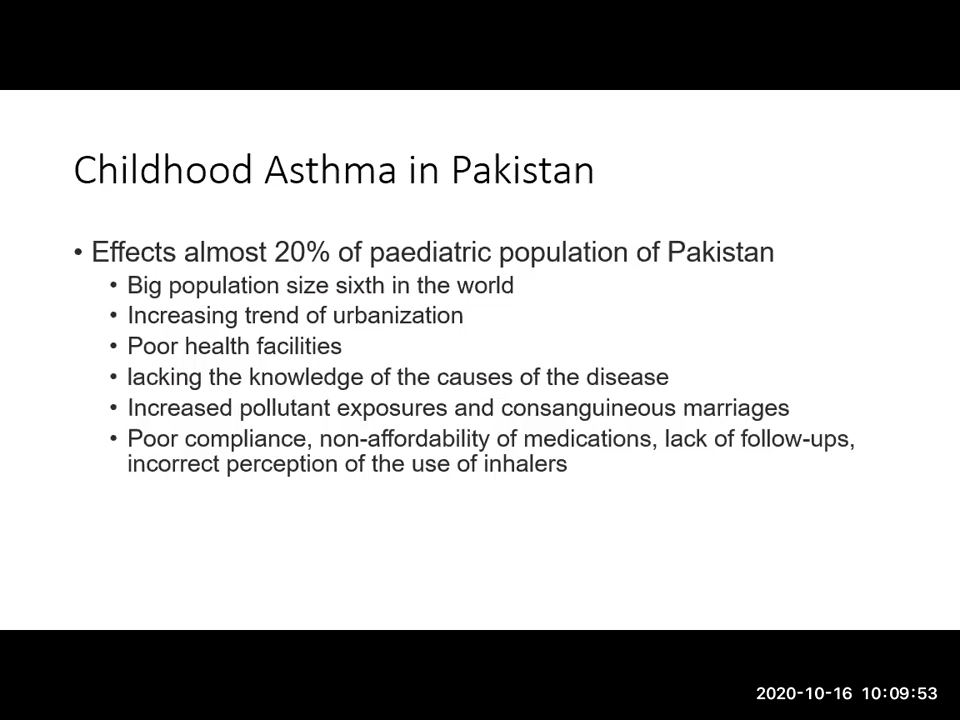 Childhood Asthma in Pakistan
• Effects almost 20% of paediatric population of Pakistan
• Big population size sixth in the world
• Increasing trend of urbanization
• Poor health facilities
• lacking the knowledge of the causes of the disease
• Increased pollutant exposures and consanguineous marriages
• Poor compliance, non-affordability of medications, lack of follow-ups,
incorrect perception of the use of inhalers
2020-10-16 10:09:53